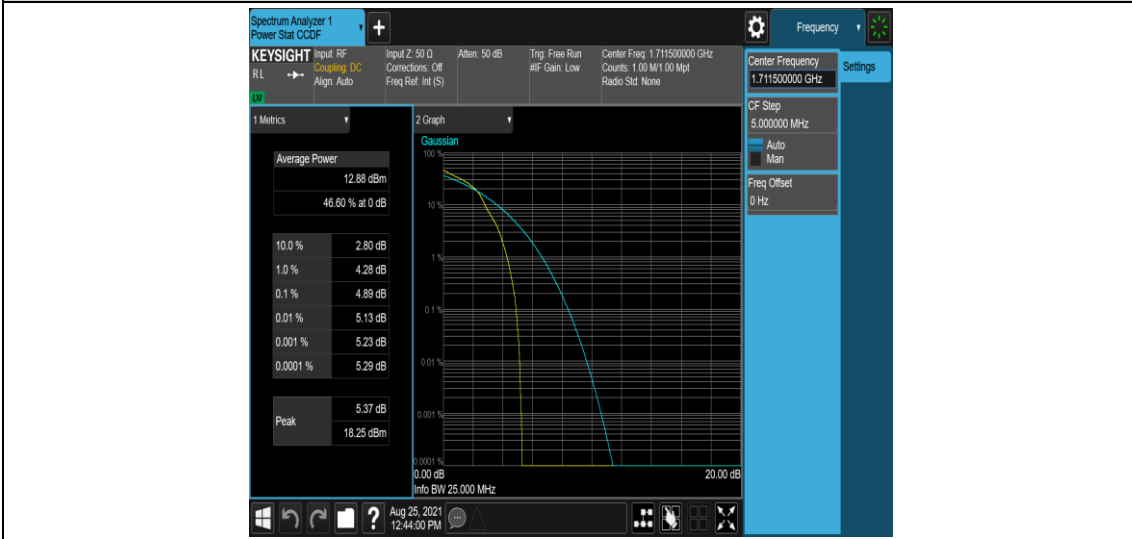 Spectrum Analyzer 1
Power Stat CCDF
Frequency
KEYSIGHT
R L
Input: RF
Coupling: DC
Align: Auto
Input Z: 50 Ω
Corrections: Off
Freq Ref: Int (S)
Atten: 50 dB
Trig: Free Run
#IF Gain: Low
Center Freq: 1.711500000 GHz
Counts: 1.00 M/1.00 Mpt
Radio Std: None
Center Frequency
1.711500000 GHz
Settings
CF Step
5.000000 MHz
Auto
Man
Freq Offset
0 Hz
1 Metrics
Average Power
12.88 dBm
46.60 % at 0 dB
10.0 % 2.80 dB
1.0 % 4.28 dB
0.1 % 4.89 dB
0.01 % 5.13 dB
0.001 % 5.23 dB
0.0001 % 5.29 dB
Peak
5.37 dB
18.25 dBm
2 Graph
Gaussian
100 %
10 %
1 %
0.1 %
0.01 %
0.001 %
0.0001 %
0.00 dB 20.00 dB
Info BW 25.000 MHz
?
Aug 25, 2021
12:44:00 PM